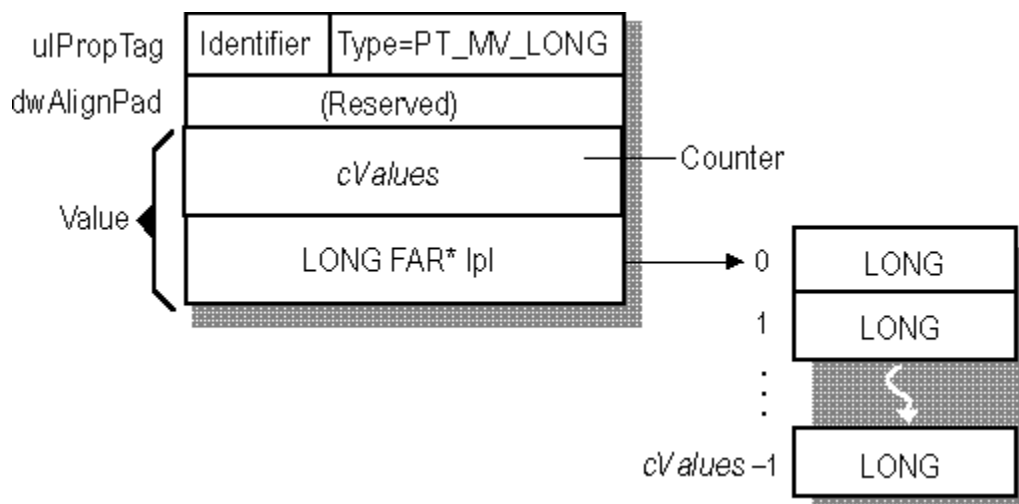 ulPropTag Identifier Type=PT_MV_LONG
dwAlignPad (Reserved)
cValues Counter
Value
LONG FAR* lpl 0 LONG
1 LONG
:
cValues –1 LONG